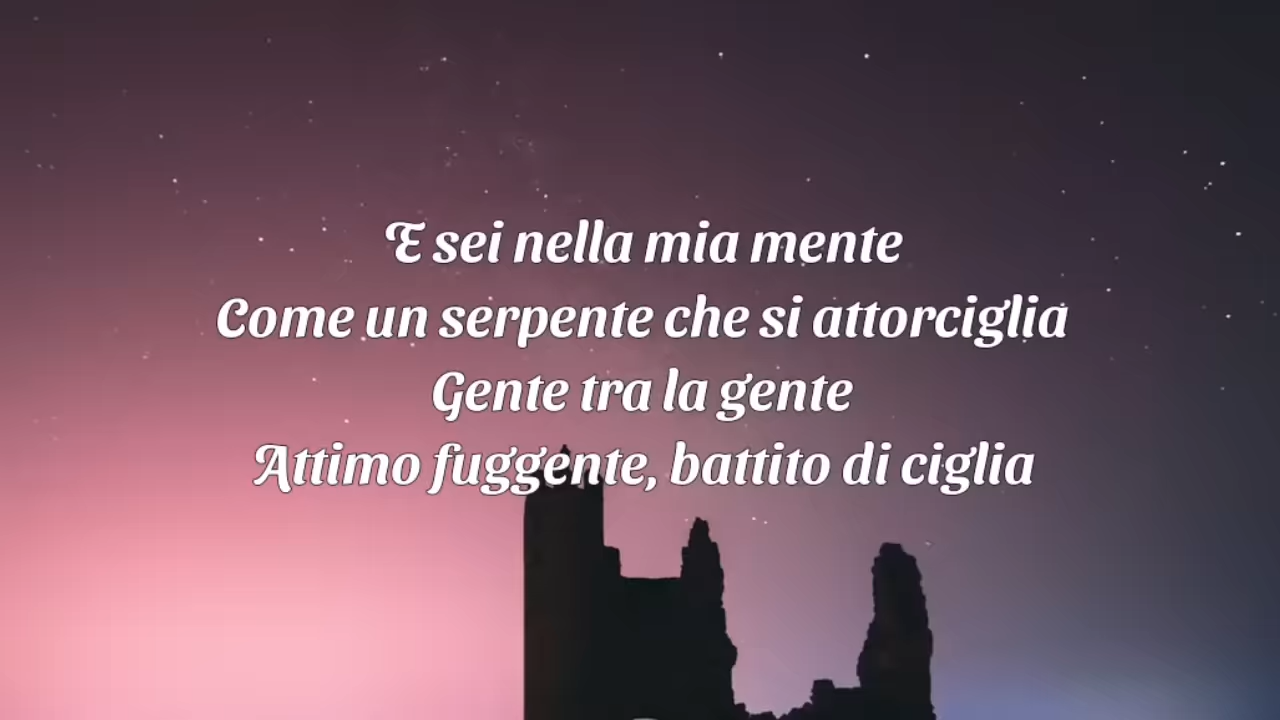 E sei nella mia mente
Come un serpente che si attorciglia
Gente tra la gente
Attimo fuggente, battito di ciglia